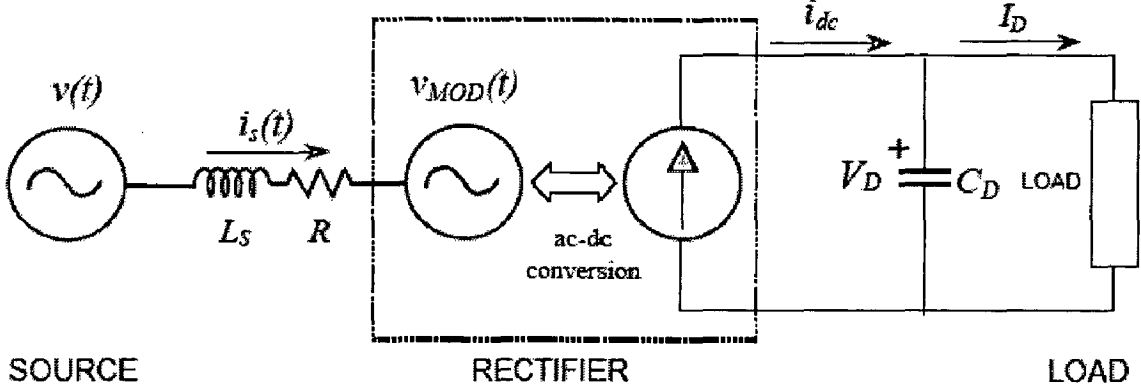 i_dc
I_D
v(t)
v_MOD(t)
i_s(t)
+
V_D
C_D
LOAD
L_S
R
ac-dc
conversion
SOURCE
RECTIFIER
LOAD